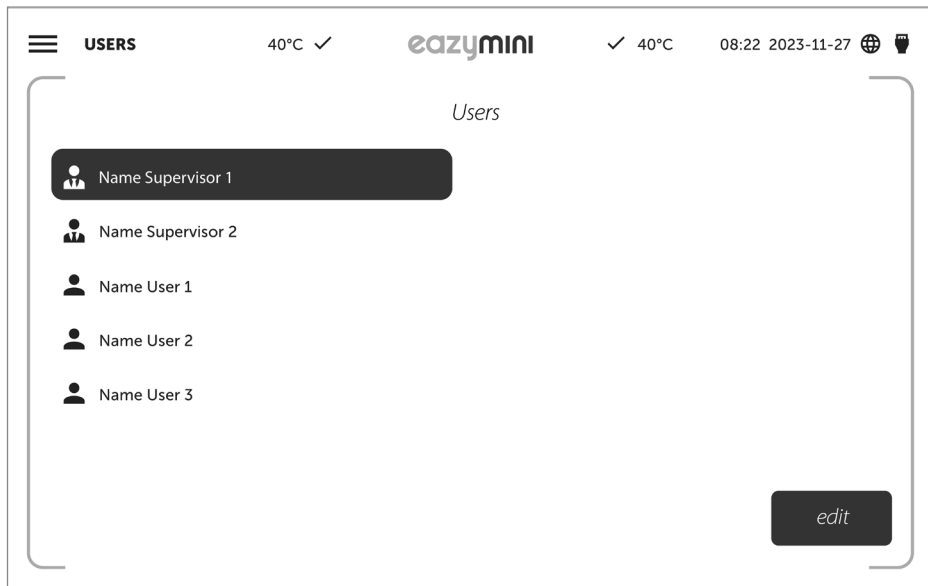 USERS 40°C eazymini 40°C 08:22 2023-11-27
Users
Name Supervisor 1
Name Supervisor 2
Name User 1
Name User 2
Name User 3
edit